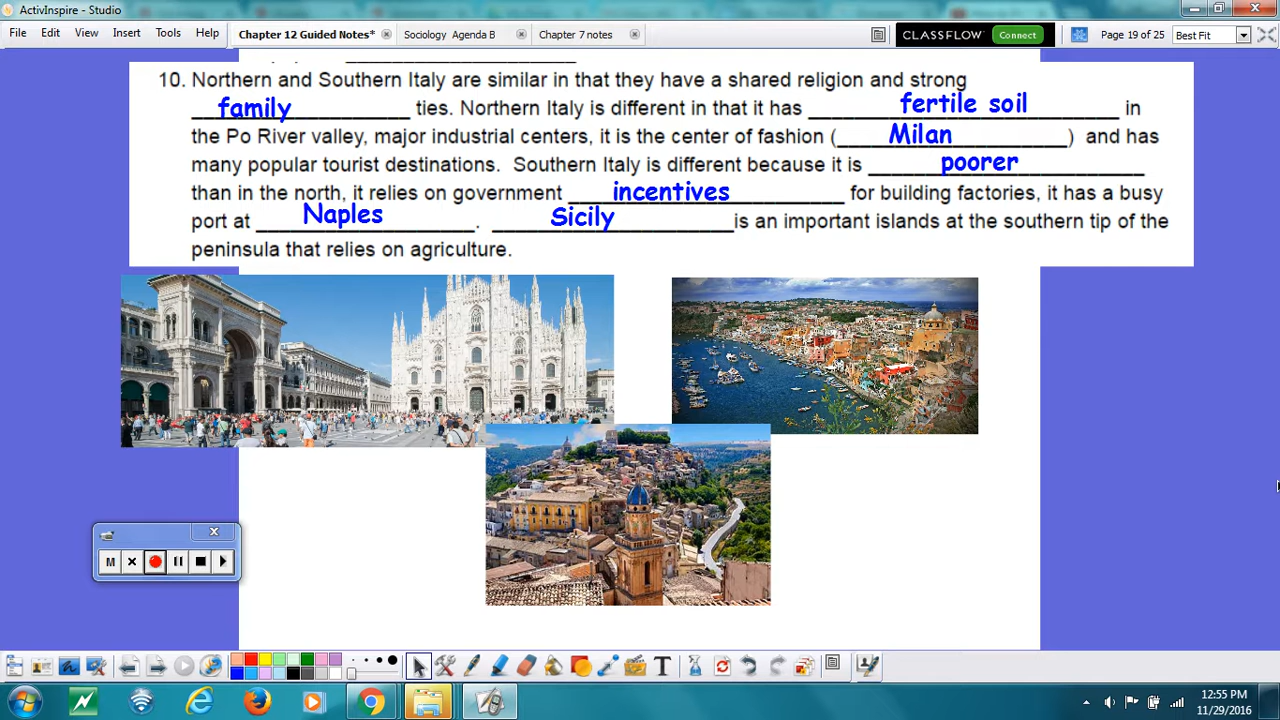 ActivInspire - Studio
File Edit View Insert Tools Help Chapter 12 Guided Notes* Sociology Agenda B Chapter 7 notes CLASSFLOW Connect Page 19 of 25 Best Fit
10. Northern and Southern Italy are similar in that they have a shared religion and strong
family ties. Northern Italy is different in that it has fertile soil in
the Po River valley, major industrial centers, it is the center of fashion ( Milan ) and has
many popular tourist destinations. Southern Italy is different because it is poorer
than in the north, it relies on government incentives for building factories, it has a busy
port at Naples . Sicily is an important islands at the southern tip of the
peninsula that relies on agriculture.
M
T
12:55 PM
11/29/2016